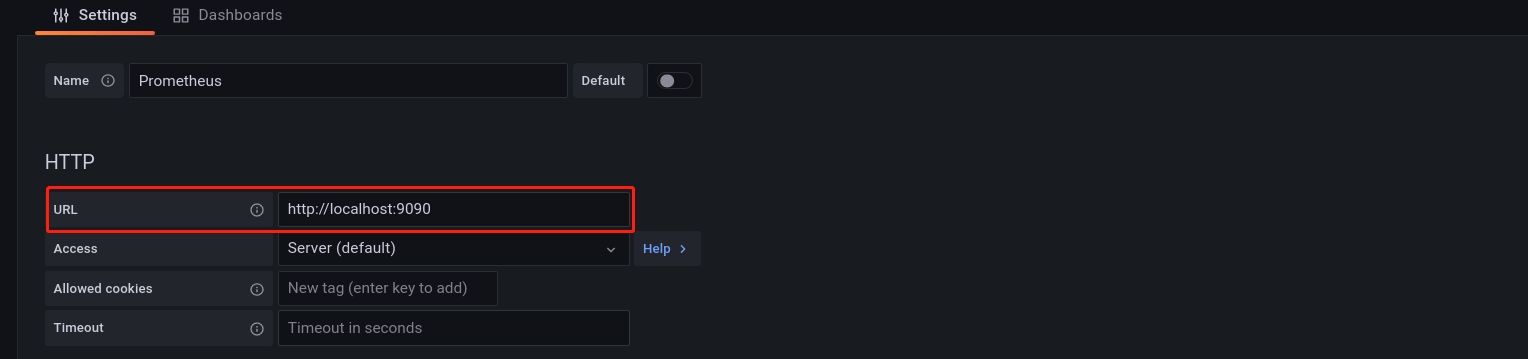 Settings Dashboards
Name Prometheus Default
HTTP
URL http://localhost:9090
Access Server (default) Help
Allowed cookies New tag (enter key to add)
Timeout Timeout in seconds